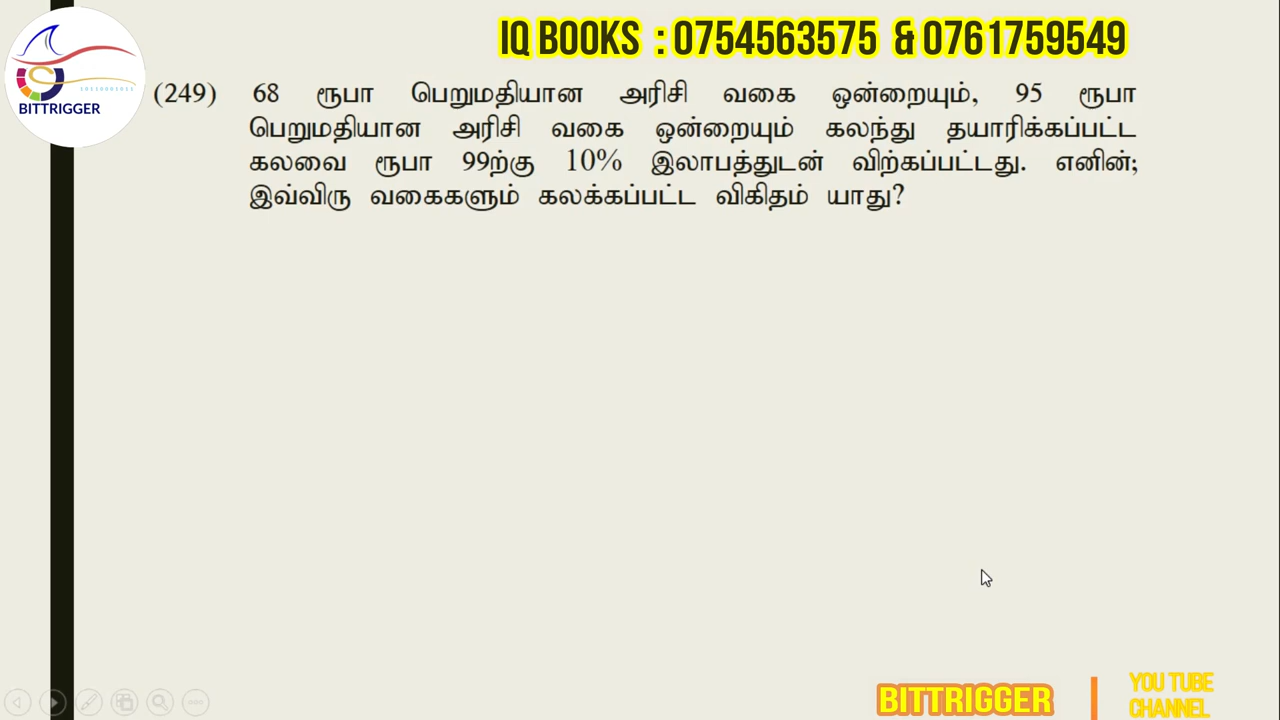 IQ BOOKS : 0754563575 & 0761759549
BITTRIGGER
(249) 68 ரூபா பெறுமதியான அரிசி வகை ஒன்றையும், 95 ரூபா
பெறுமதியான அரிசி வகை ஒன்றையும் கலந்து தயாரிக்கப்பட்ட
கலவை ரூபா 99ற்கு 10% இலாபத்துடன் விற்கப்பட்டது. எனின்;
இவ்விரு வகைகளும் கலக்கப்பட்ட விகிதம் யாது?
BITTRIGGER
YOU TUBE
CHANNEL